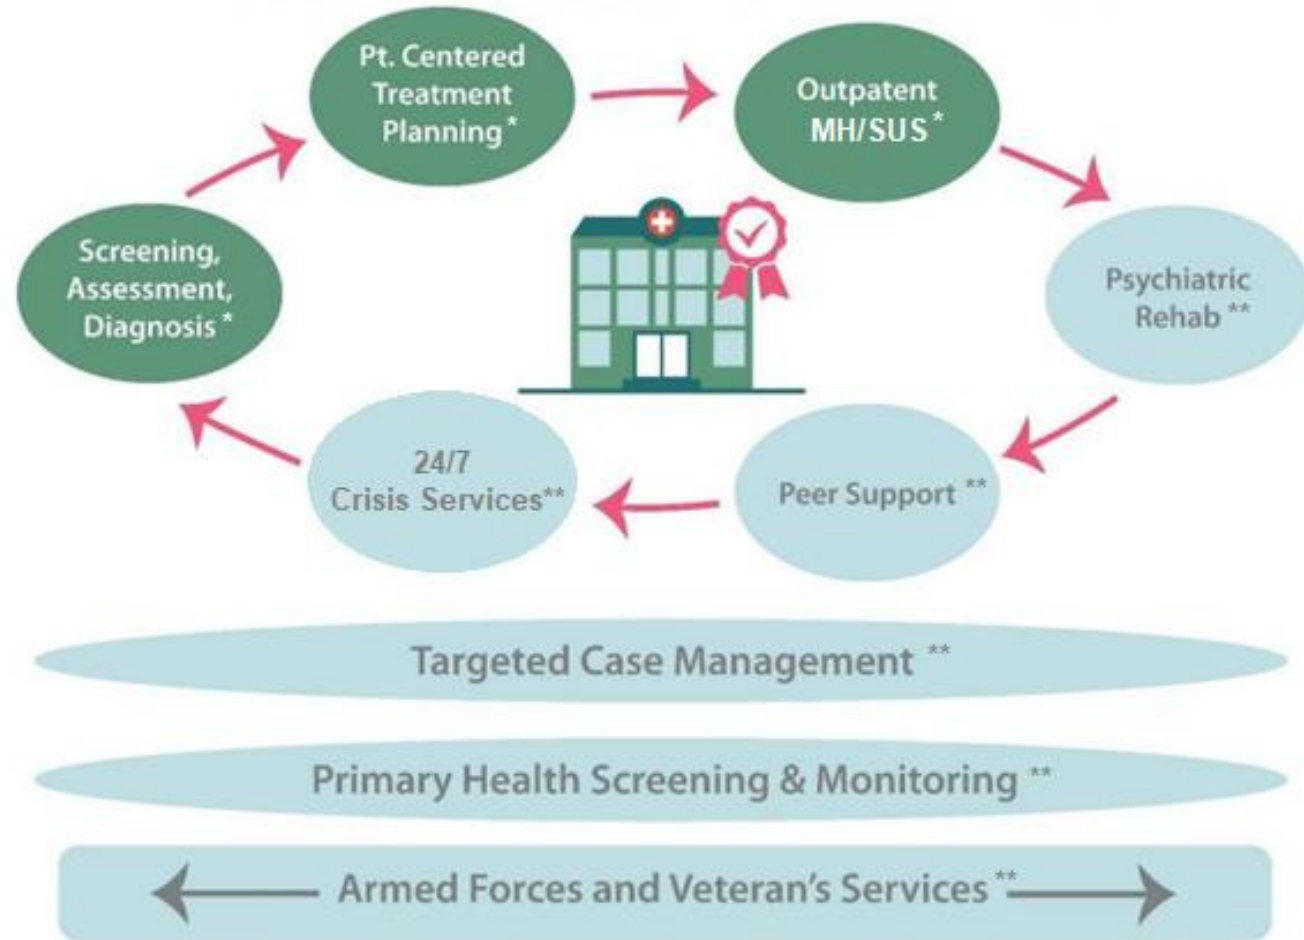 Pt. Centered
Treatment
Planning *
Outpatent
MH/SUS *
Screening,
Assessment,
Diagnosis *
Psychiatric
Rehab **
24/7
Crisis Services**
Peer Support **
Targeted Case Management **
Primary Health Screening & Monitoring **
Armed Forces and Veteran's Services **